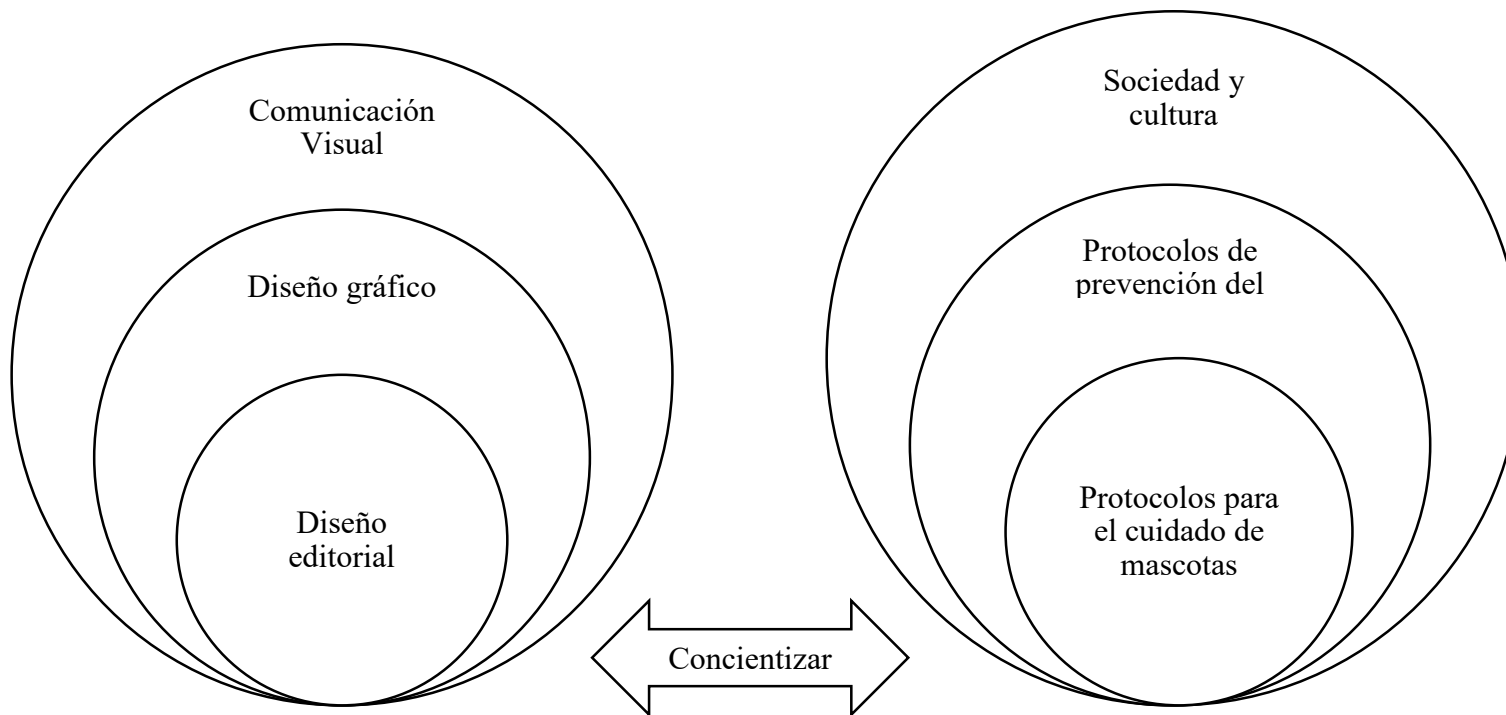 Comunicación
Visual
Diseño gráfico
Diseño
editorial
Sociedad y
cultura
Protocolos de
prevención del
Protocolos para
el cuidado de
mascotas
Concientizar